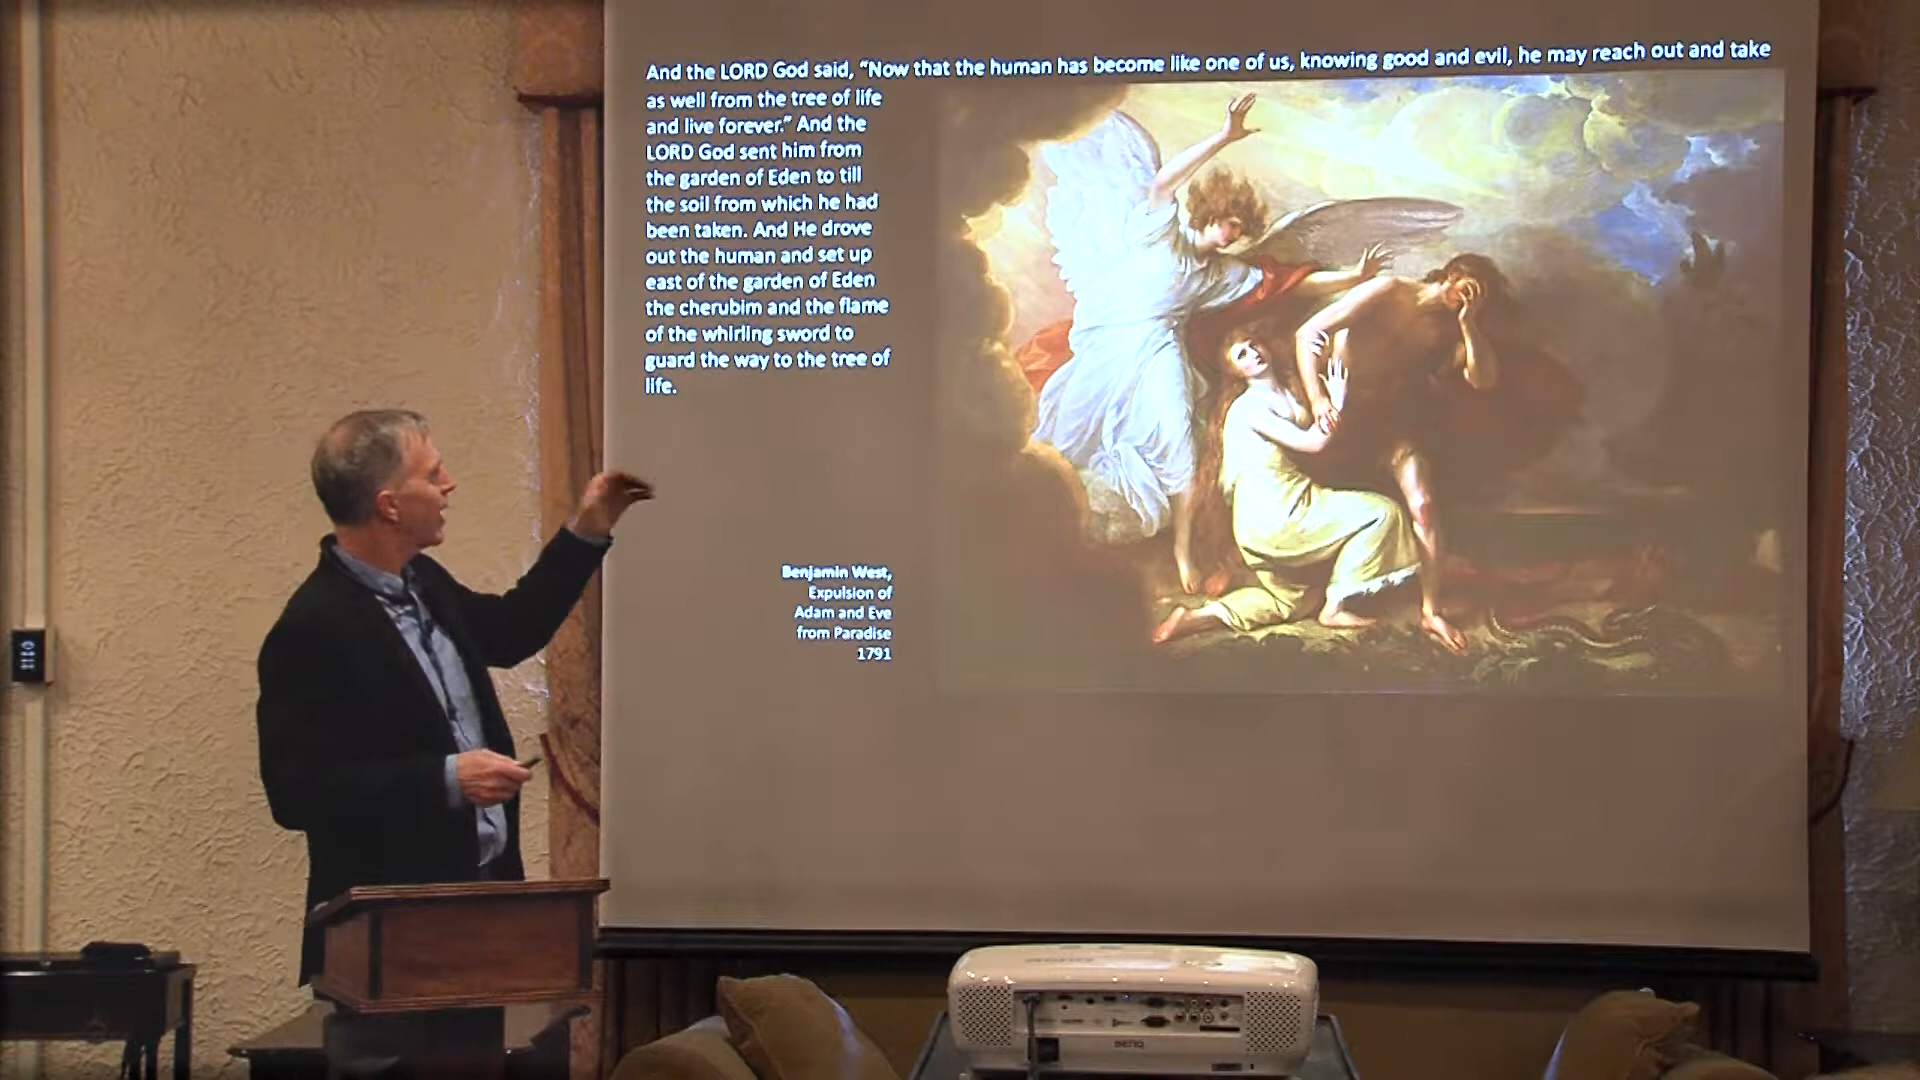 And the LORD God said, “Now that the human has become like one of us, knowing good and evil, he may reach out and take
as well from the tree of life
and live forever.” And the
LORD God sent him from
the garden of Eden to till
the soil from which he had
been taken. And He drove
out the human and set up
east of the garden of Eden
the cherubim and the flame
of the whirling sword to
guard the way to the tree of
life.
Benjamin West,
Expulsion of
Adam and Eve
from Paradise
1791
BENQ